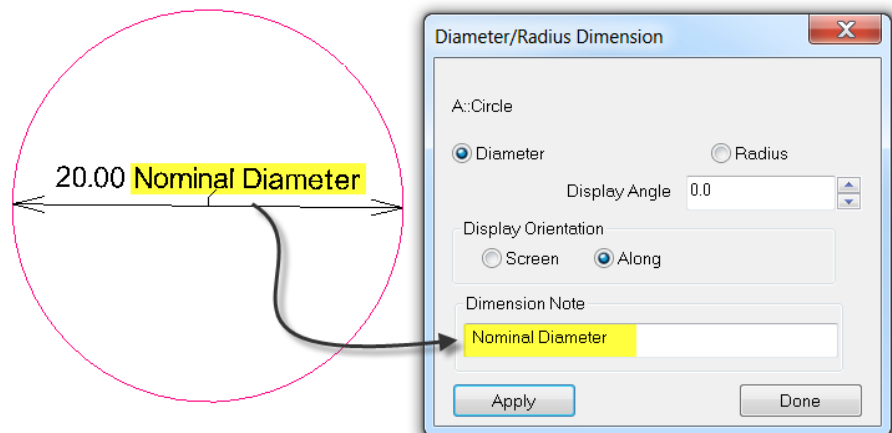 20.00 Nominal Diameter
Diameter/Radius Dimension
A::Circle
Diameter
Radius
Display Angle
0.0
Display Orientation
Screen
Along
Dimension Note
Nominal Diameter
Apply
Done